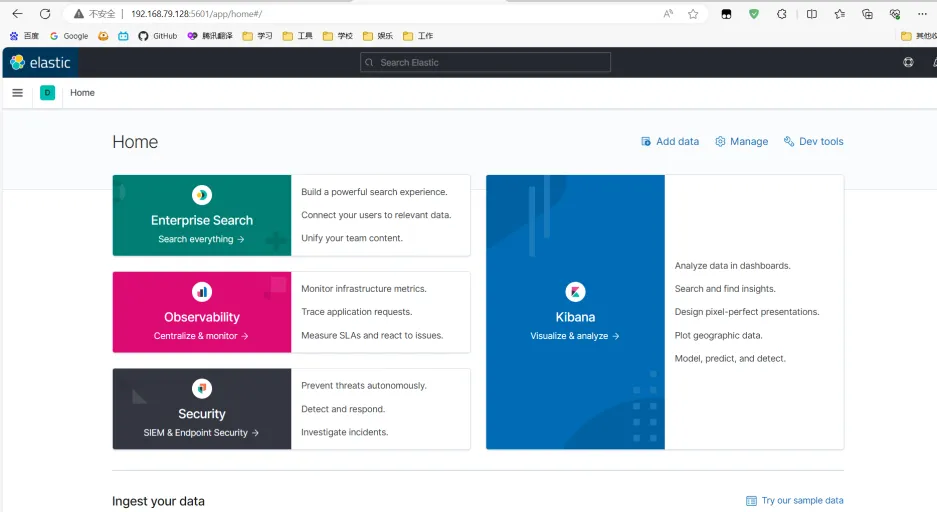 不安全 192.168.79.128:5601/app/home#/
百度 Google GitHub 腾讯翻译 学习 工具 学校 娱乐 工作 其他收
elastic Search Elastic
D Home
Home Add data Manage Dev tools
Enterprise Search
Search everything →
Build a powerful search experience.
Connect your users to relevant data.
Unify your team content.
Observability
Centralize & monitor →
Monitor infrastructure metrics.
Trace application requests.
Measure SLAs and react to issues.
Security
SIEM & Endpoint Security →
Prevent threats autonomously.
Detect and respond.
Investigate incidents.
Kibana
Visualize & analyze →
Analyze data in dashboards.
Search and find insights.
Design pixel-perfect presentations.
Plot geographic data.
Model, predict, and detect.
Ingest your data Try our sample data